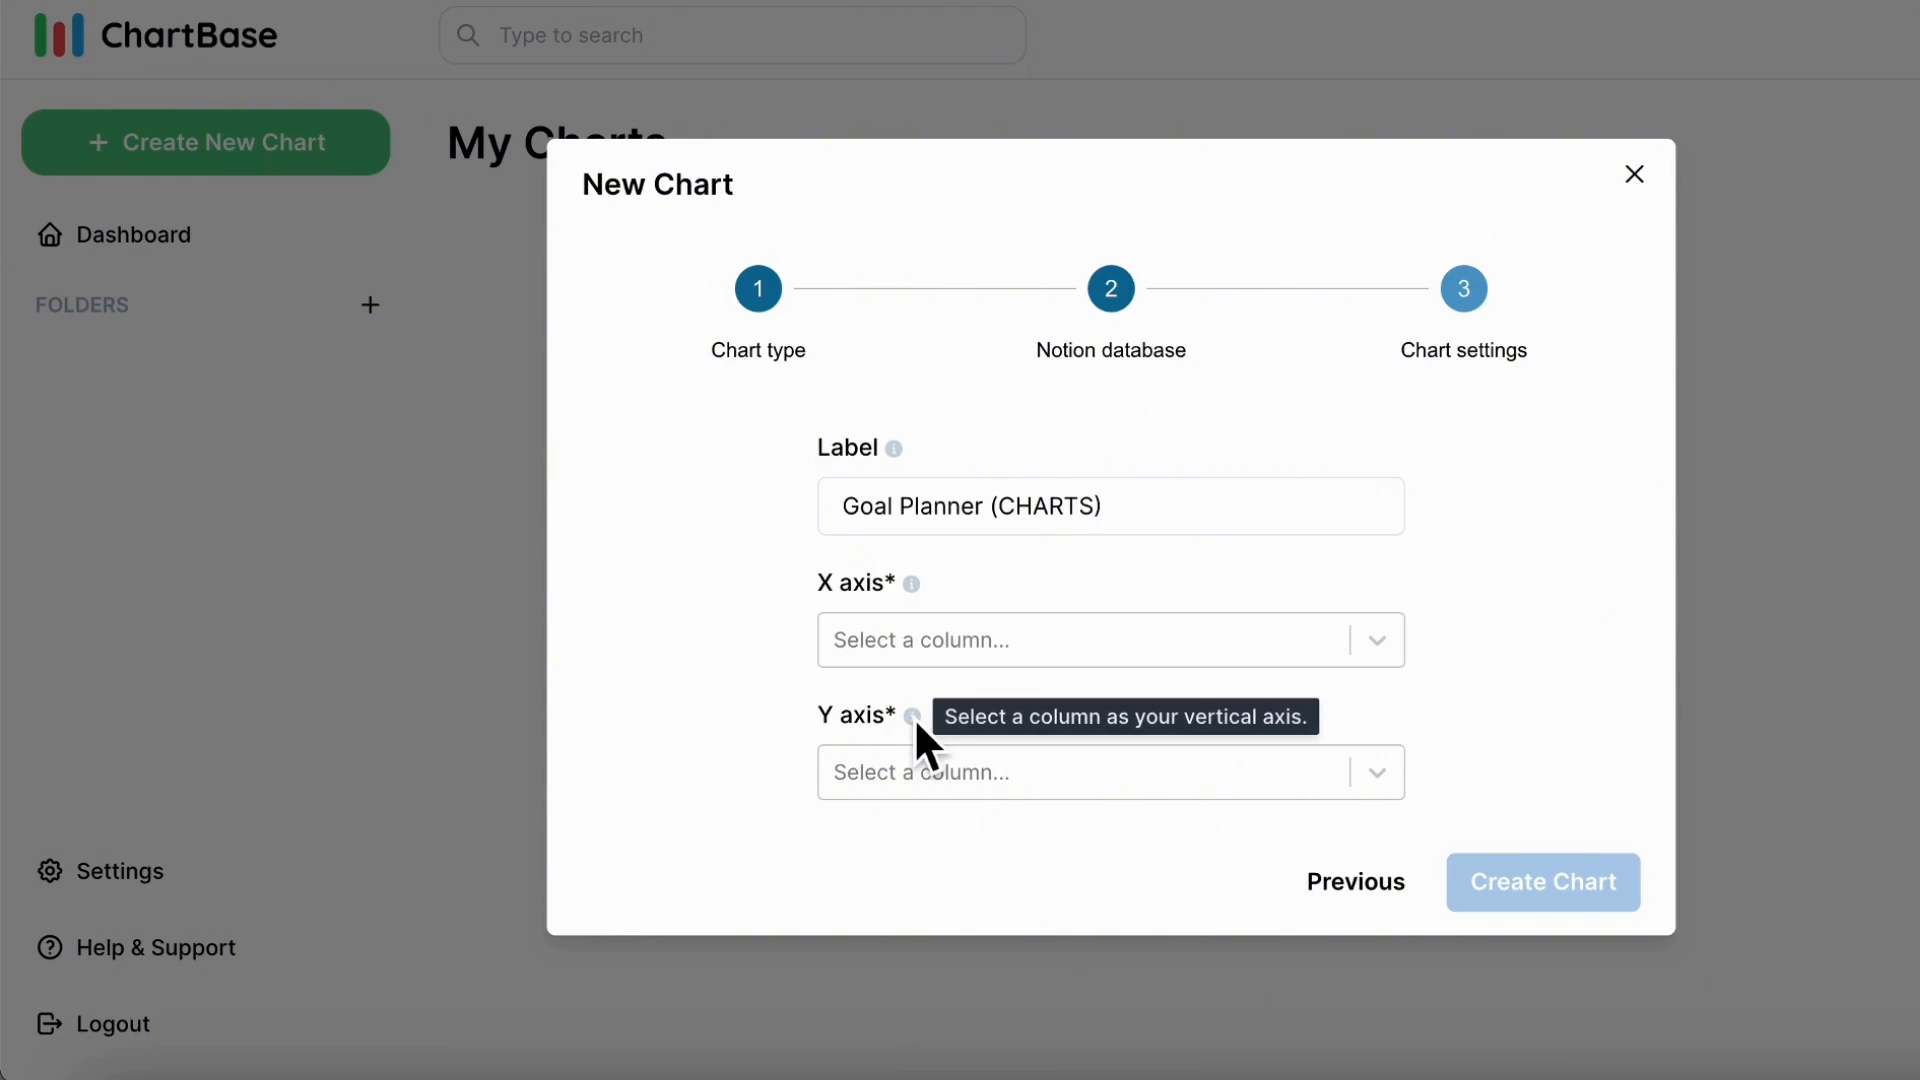 ChartBase
Type to search
+ Create New Chart
My Charts
Dashboard
FOLDERS
New Chart
1
2
3
Chart type
Notion database
Chart settings
Label
Goal Planner (CHARTS)
X axis*
Select a column...
Y axis*
Select a column as your vertical axis.
Select a column...
Previous
Create Chart
Settings
Help & Support
Logout